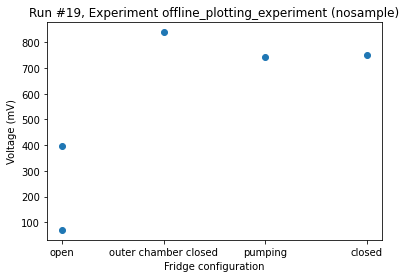 Run #19, Experiment offline_plotting_experiment (nosample)
Voltage (mV)
800
700
600
500
400
300
200
100
open outer chamber closed pumping closed
Fridge configuration